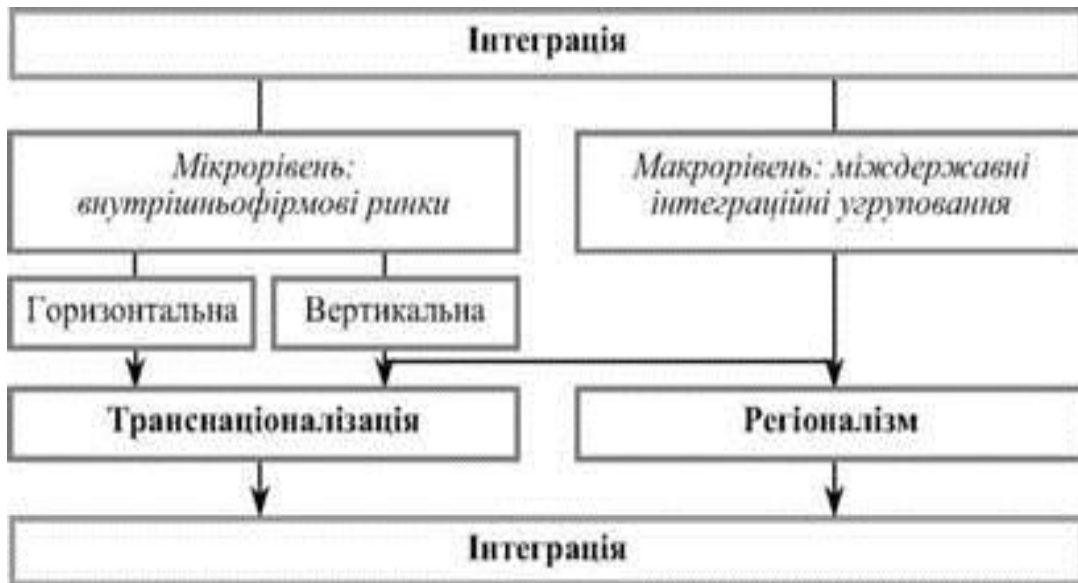 Інтеграція
Мікрорівень:
внутрішньофірмові ринки
Макрорівень: міждержавні
інтеграційні угруповання
Горизонтальна
Вертикальна
Транснаціоналізація
Регіоналізм
Інтеграція